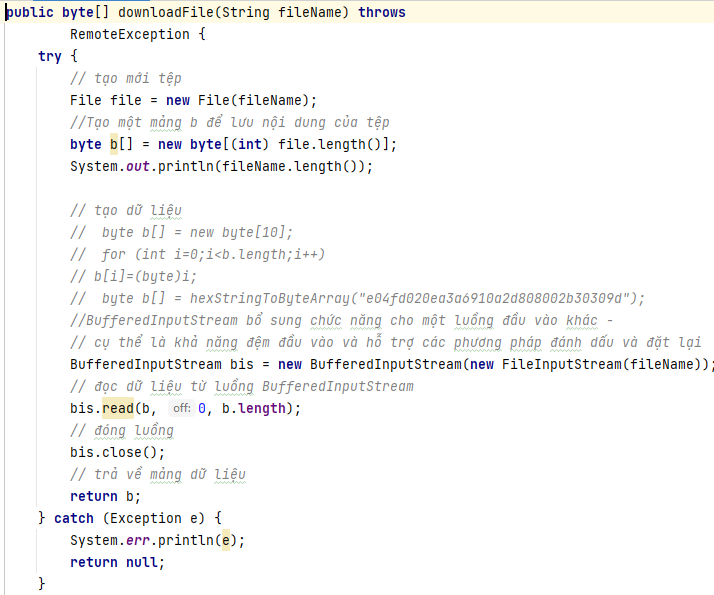 public byte[] downloadFile(String fileName) throws
RemoteException {
try {
// tạo mới tệp
File file = new File(fileName);
//Tạo một mảng b để lưu nội dung của tệp
byte b[] = new byte[(int) file.length()];
System.out.println(fileName.length());
// tạo dữ liệu
//  byte b[] = new byte[10];
//  for (int i=0;i<b.length;i++)
// b[i]=(byte)i;
//  byte b[] = hexStringToByteArray("e04fd020ea3a6910a2d808002b30309d");
//BufferedInputStream bổ sung chức năng cho một luồng đầu vào khác -
// cụ thể là khả năng đệm đầu vào và hỗ trợ các phương pháp đánh dấu và đặt lại
BufferedInputStream bis = new BufferedInputStream(new FileInputStream(fileName));
// đọc dữ liệu từ luồng BufferedInputStream
bis.read(b, off: 0, b.length);
// đóng luồng
bis.close();
// trả về mảng dữ liệu
return b;
} catch (Exception e) {
System.err.println(e);
return null;
}